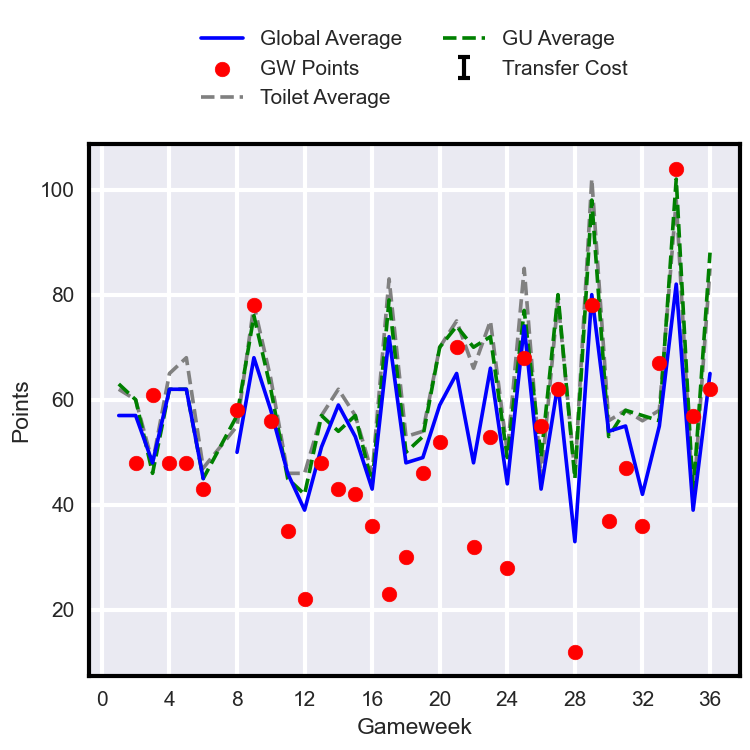 Global Average
GW Points
Toilet Average
GU Average
Transfer Cost
100
80
60
40
20
Points
0 4 8 12 16 20 24 28 32 36
Gameweek